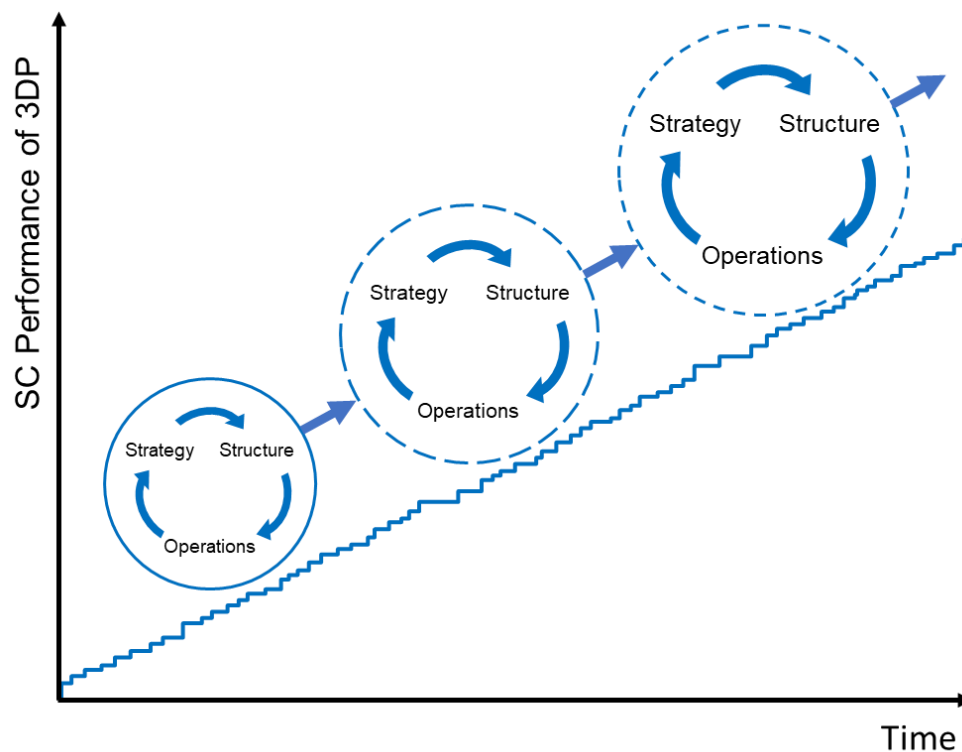 SC Performance of 3DP
Strategy Structure
Operations
Strategy Structure
Operations
Strategy Structure
Operations
Time